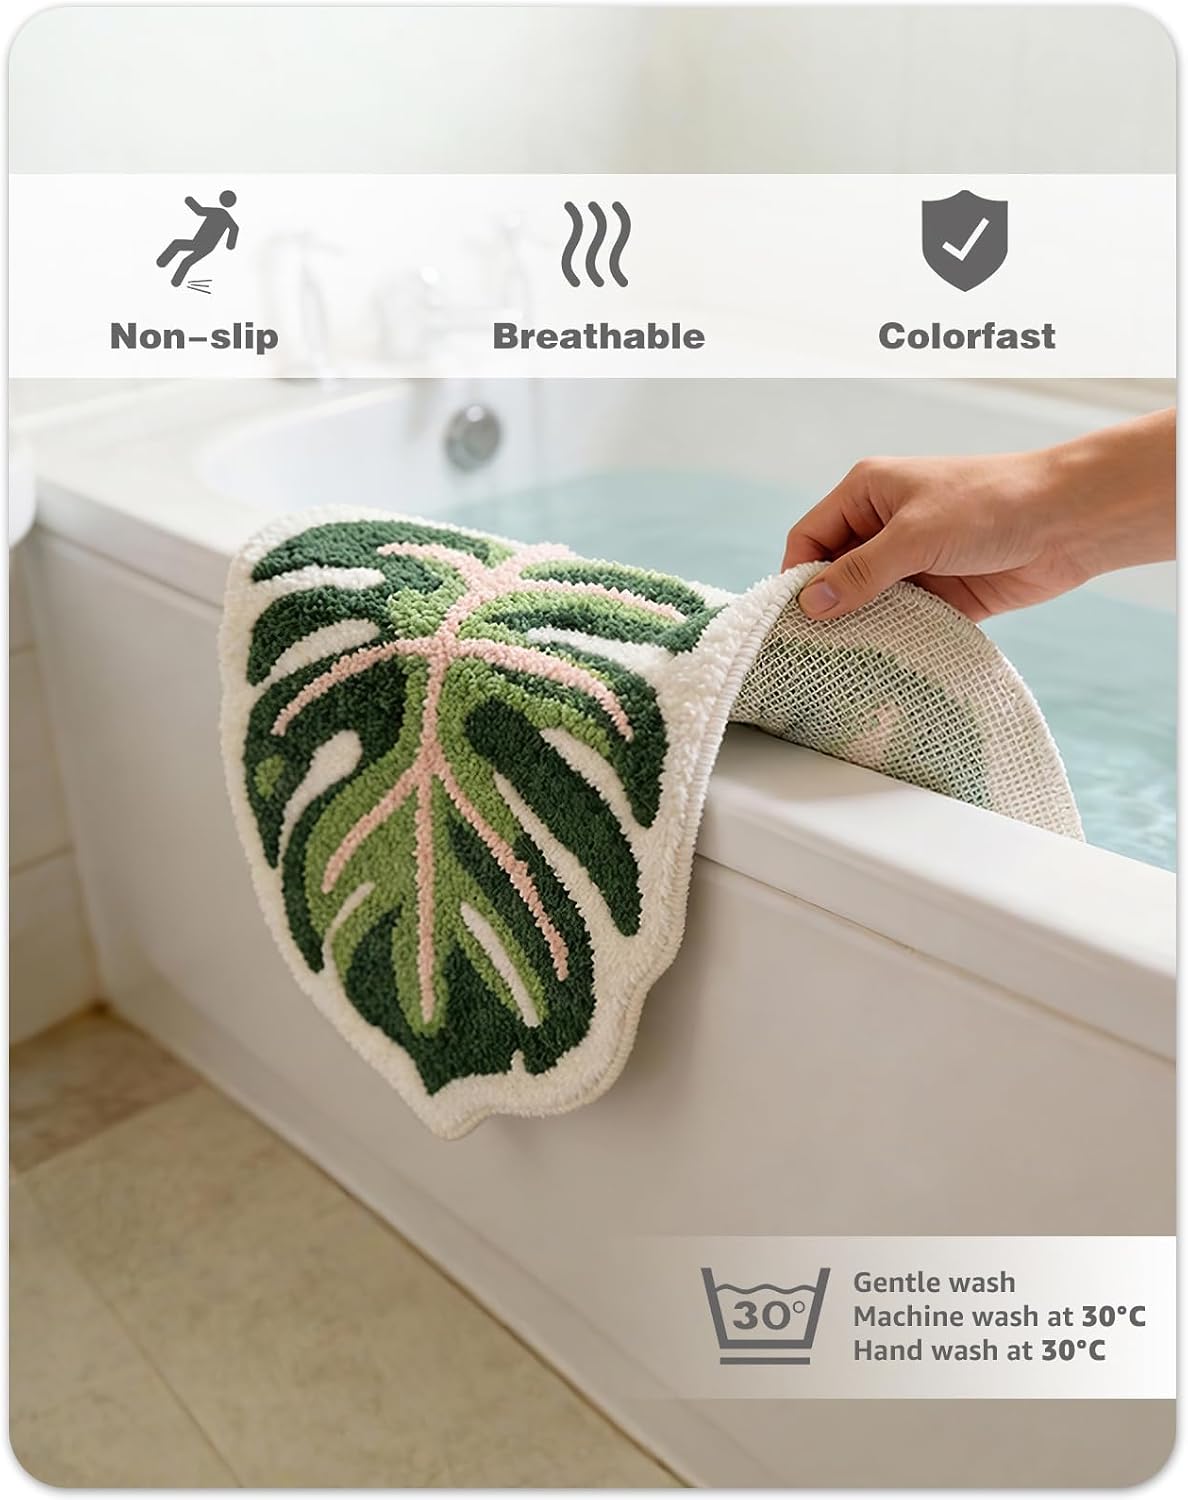 Non-slip
Breathable
Colorfast
30°
Gentle wash
Machine wash at 30°C
Hand wash at 30°C